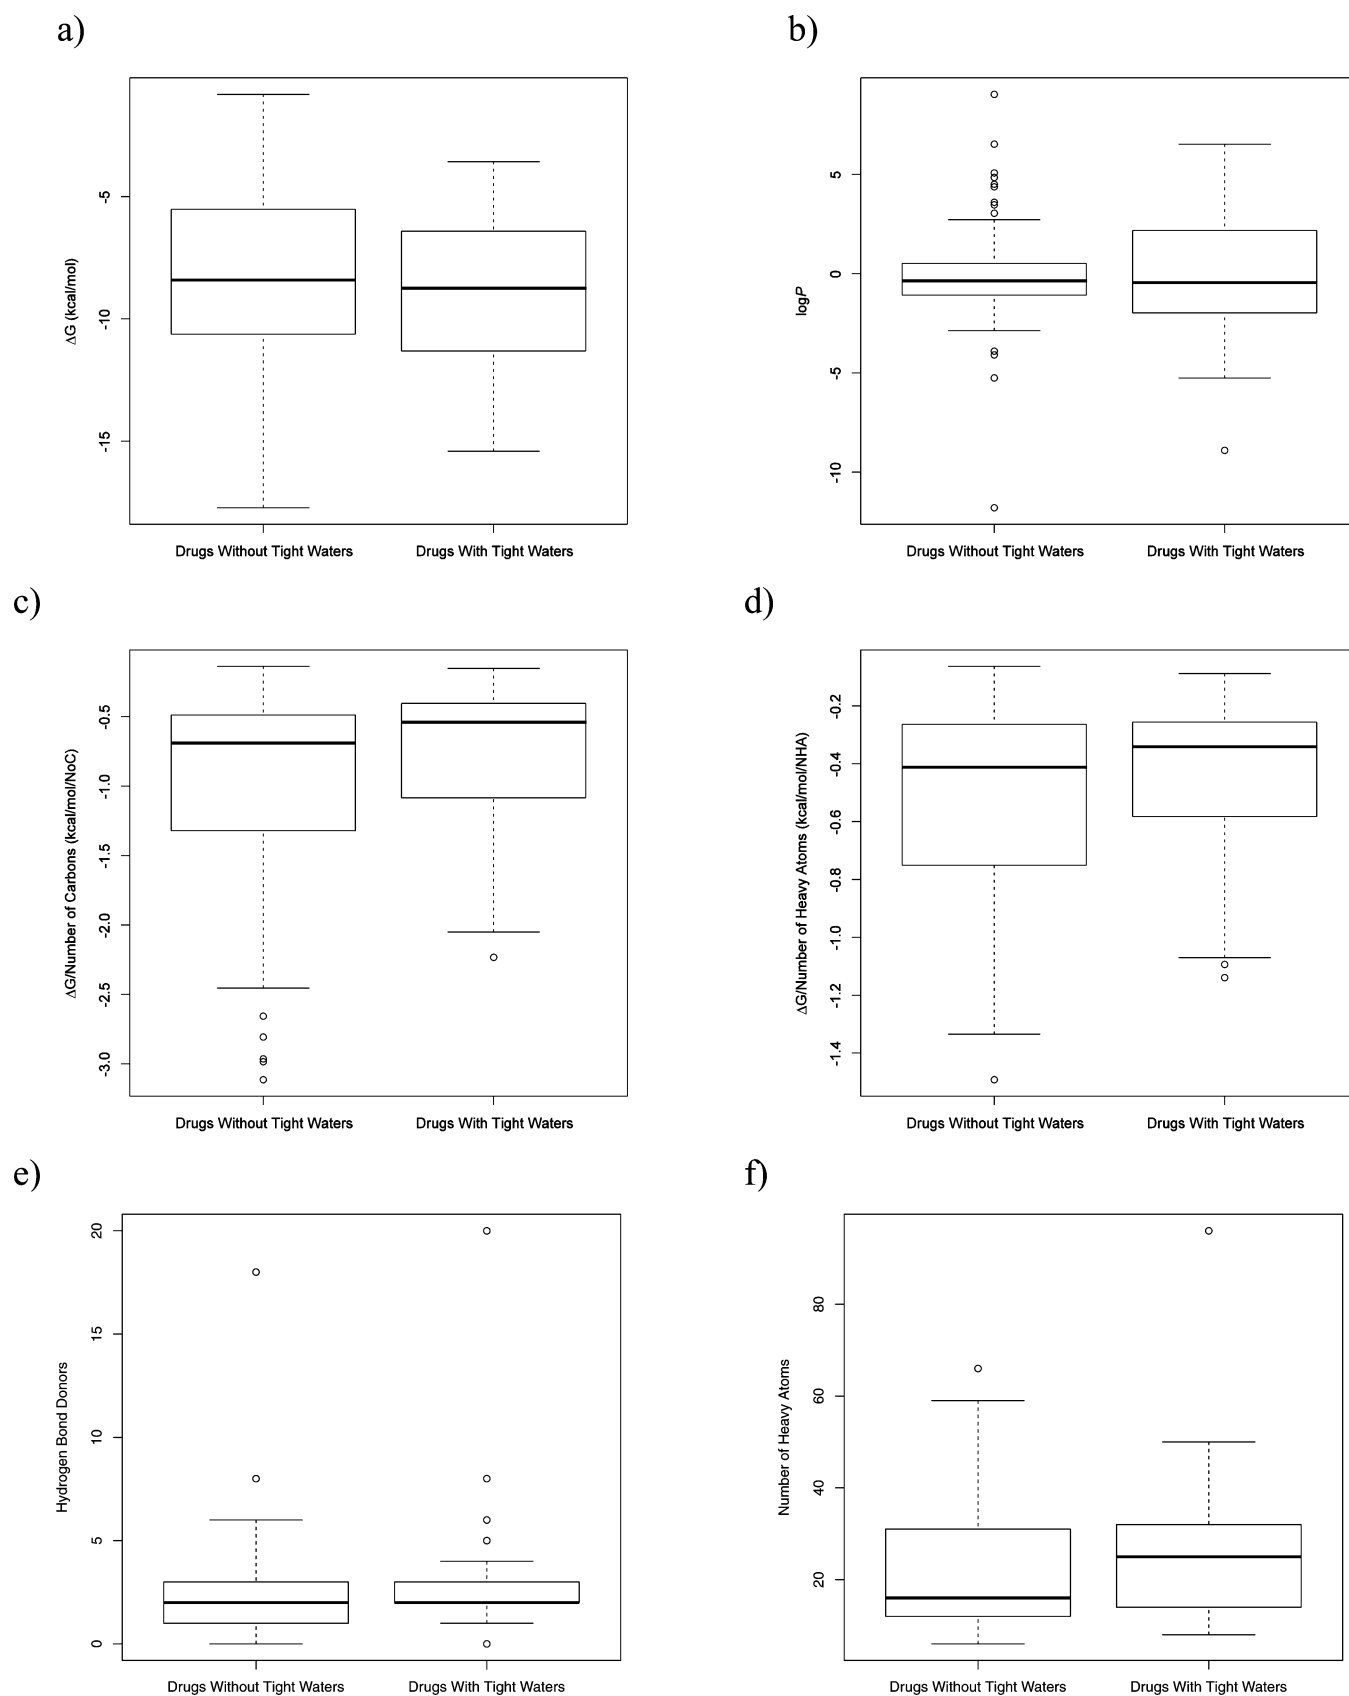 a)
ΔG (kcal/mol)
-5
-10
-15
Drugs Without Tight Waters
Drugs With Tight Waters
b)
logP
5
0
-5
-10
Drugs Without Tight Waters
Drugs With Tight Waters
c)
ΔG/Number of Carbons (kcal/mol/NoC)
-0.5
-1.0
-1.5
-2.0
-2.5
-3.0
Drugs Without Tight Waters
Drugs With Tight Waters
d)
ΔG/Number of Heavy Atoms (kcal/mol/NHA)
-0.2
-0.4
-0.6
-0.8
-1.0
-1.2
-1.4
Drugs Without Tight Waters
Drugs With Tight Waters
e)
Hydrogen Bond Donors
20
15
10
5
0
Drugs Without Tight Waters
Drugs With Tight Waters
f)
Number of Heavy Atoms
80
60
40
20
Drugs Without Tight Waters
Drugs With Tight Waters